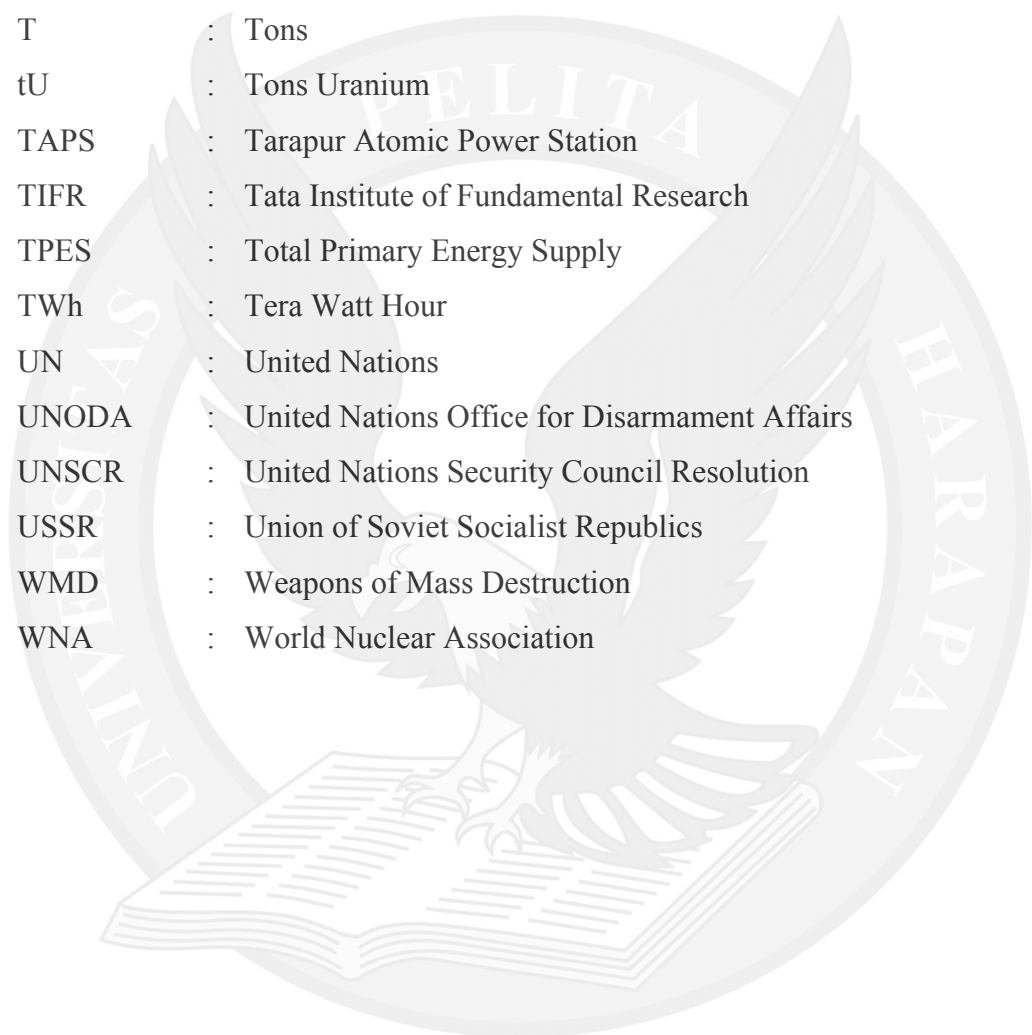 T : Tons
tU : Tons Uranium
TAPS : Tarapur Atomic Power Station
TIFR : Tata Institute of Fundamental Research
TPES : Total Primary Energy Supply
TWh : Tera Watt Hour
UN : United Nations
UNODA : United Nations Office for Disarmament Affairs
UNSCR : United Nations Security Council Resolution
USSR : Union of Soviet Socialist Republics
WMD : Weapons of Mass Destruction
WNA : World Nuclear Association
UNIVERSITAS PELITA HARAPAN